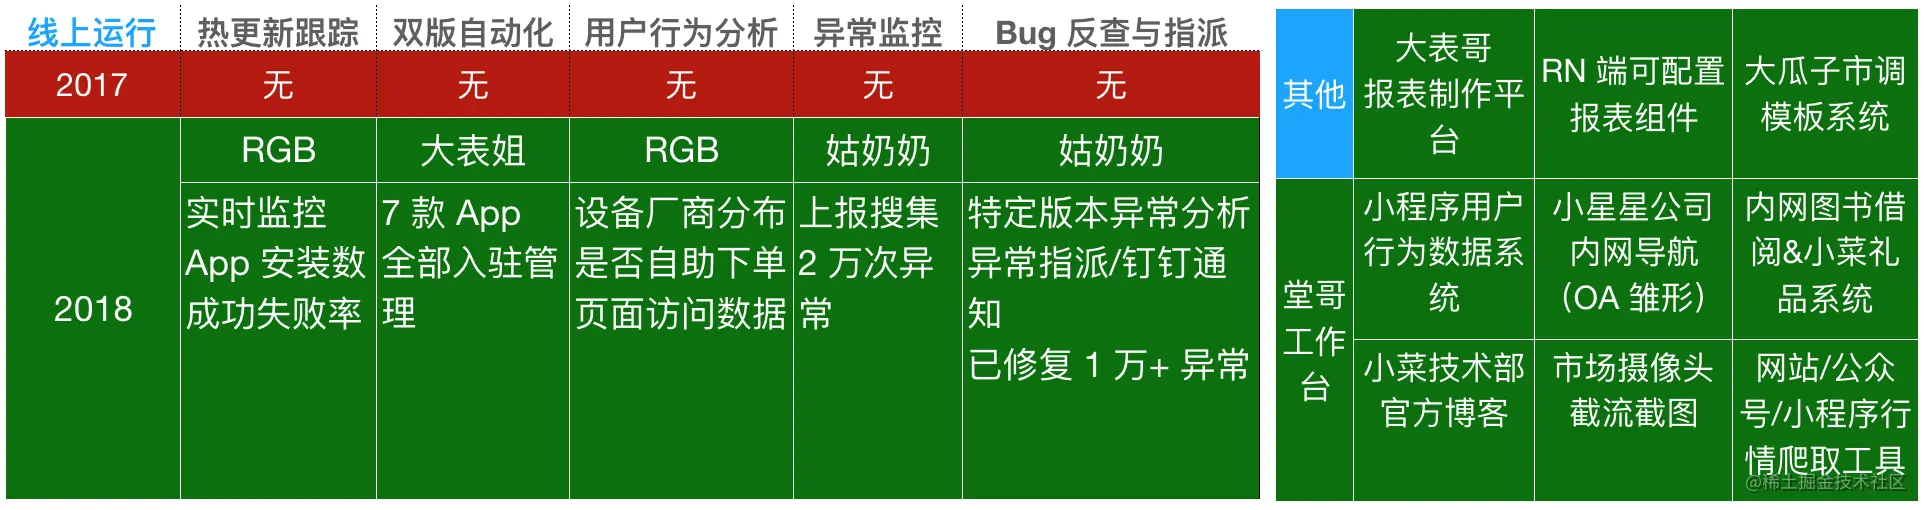 线上运行 热更新跟踪 双版自动化 用户行为分析 异常监控 Bug 反查与指派
2017 无 无 无 无 无
2018
RGB 大表姐 RGB 姑奶奶 姑奶奶
实时监控
App 安装数
成功失败率
7 款 App
全部入驻管
理
设备厂商分布
是否自助下单
页面访问数据
上报搜集
2 万次异
常
特定版本异常分析
异常指派/钉钉通
知
已修复 1 万+ 异常
其他
大表哥
报表制作平
台
RN 端可配置
报表组件
大瓜子市调
模板系统
堂哥
工作
台
小程序用户
行为数据系
统
小星星公司
内网导航
（OA 雏形）
内网图书借
阅&小菜礼
品系统
小菜技术部
官方博客
市场摄像头
截流截图
网站/公众
号/小程序行
情爬取工具
@稀土掘金技术社区